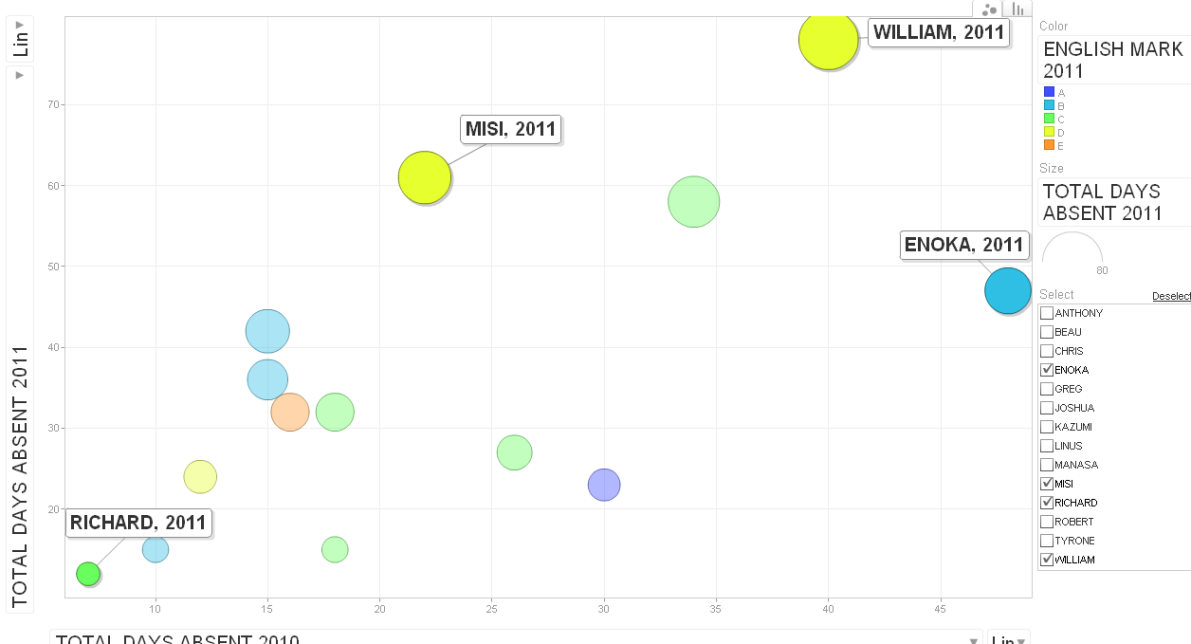 Lin
TOTAL DAYS ABSENT 2011
70
60
50
40
30
20
10
15
20
25
30
35
40
45
WILLIAM, 2011
MISI, 2011
ENOKA, 2011
RICHARD, 2011
TOTAL DAYS ABSENT 2010
Lin
Color
ENGLISH MARK
2011
A
B
C
D
E
Size
TOTAL DAYS
ABSENT 2011
80
Select Deselect
ANTHONY
BEAU
CHRIS
ENOKA
GREG
JOSHUA
KAZUMI
LINUS
MANASA
MISI
RICHARD
ROBERT
TYRONE
WILLIAM